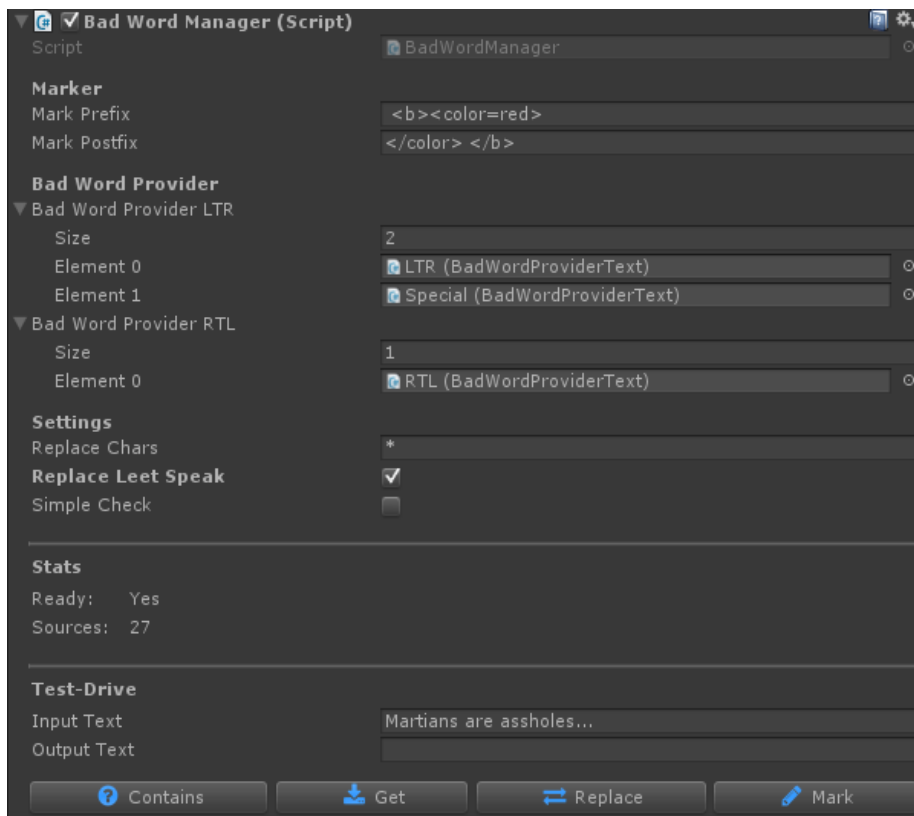 Bad Word Manager (Script)
Script BadWordManager
Marker
Mark Prefix <b><color=red>
Mark Postfix </color> </b>
Bad Word Provider
Bad Word Provider LTR
Size 2
Element 0 LTR (BadWordProviderText)
Element 1 Special (BadWordProviderText)
Bad Word Provider RTL
Size 1
Element 0 RTL (BadWordProviderText)
Settings
Replace Chars *
Replace Leet Speak
Simple Check
Stats
Ready: Yes
Sources: 27
Test-Drive
Input Text Martians are assholes...
Output Text
Contains Get Replace Mark